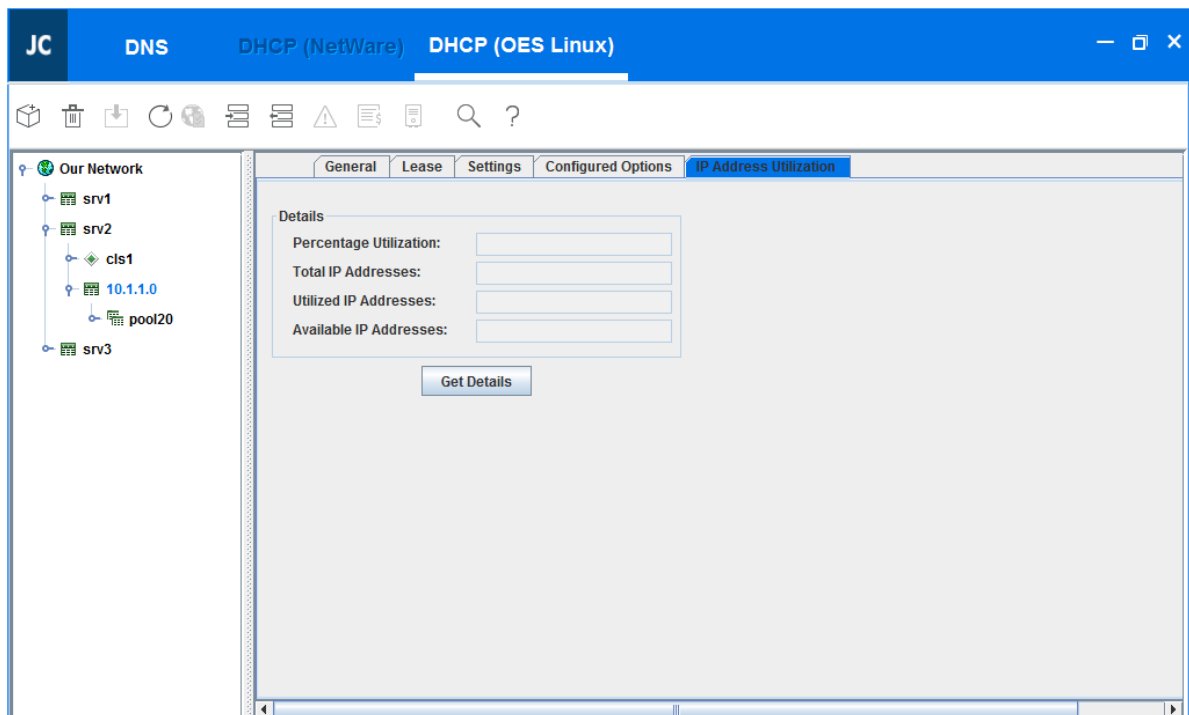 JC DNS DHCP (NetWare) DHCP (OES Linux)
?
Our Network
srv1
srv2
cls1
10.1.1.0
pool20
srv3
General Lease Settings Configured Options IP Address Utilization
Details
Percentage Utilization:
Total IP Addresses:
Utilized IP Addresses:
Available IP Addresses:
Get Details